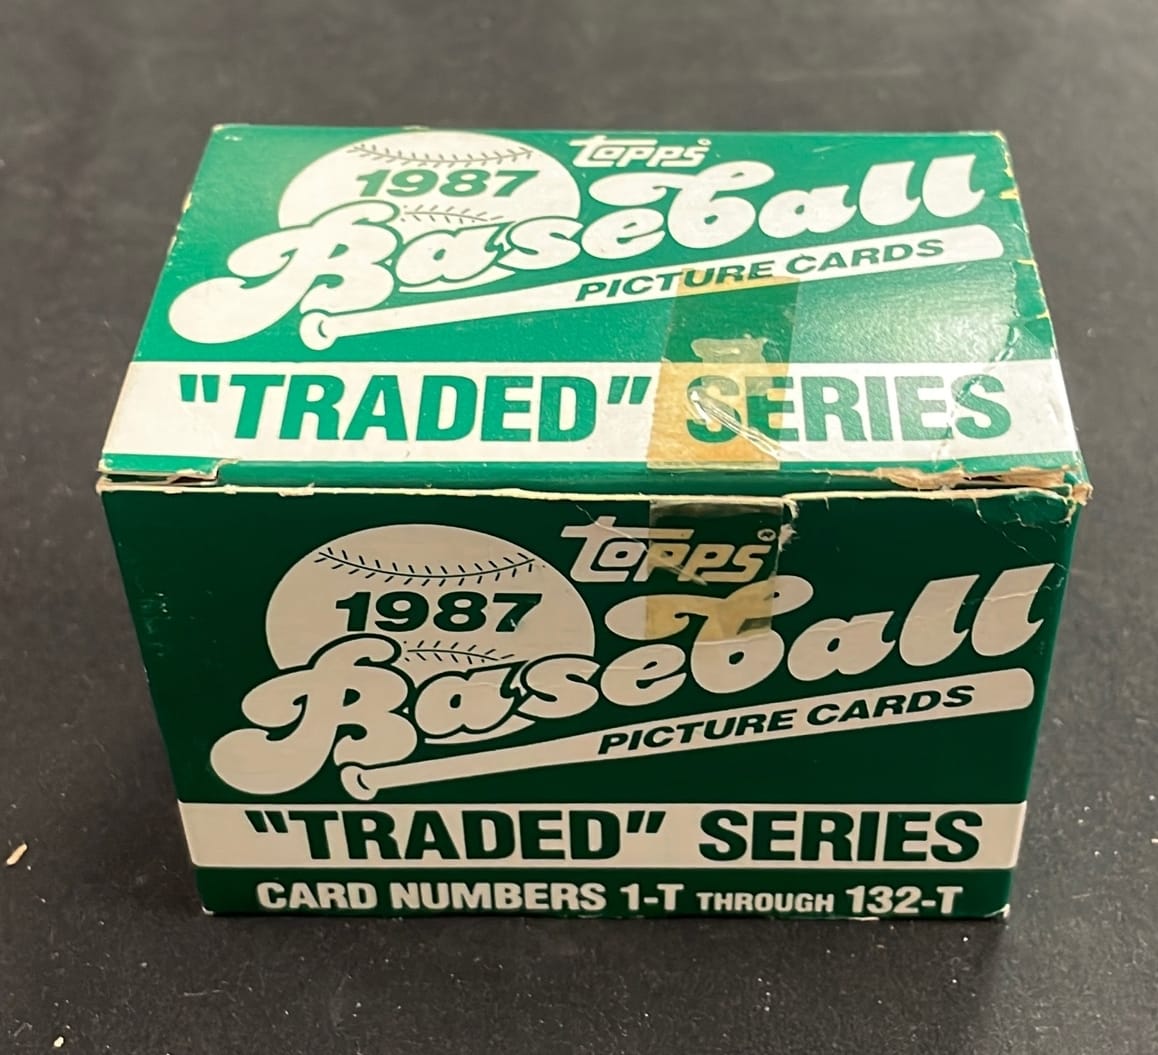 topps®
1987
Baseball
PICTURE CARDS
"TRADED" SERIES
topps®
1987
Baseball
PICTURE CARDS
"TRADED" SERIES
CARD NUMBERS 1-T THROUGH 132-T